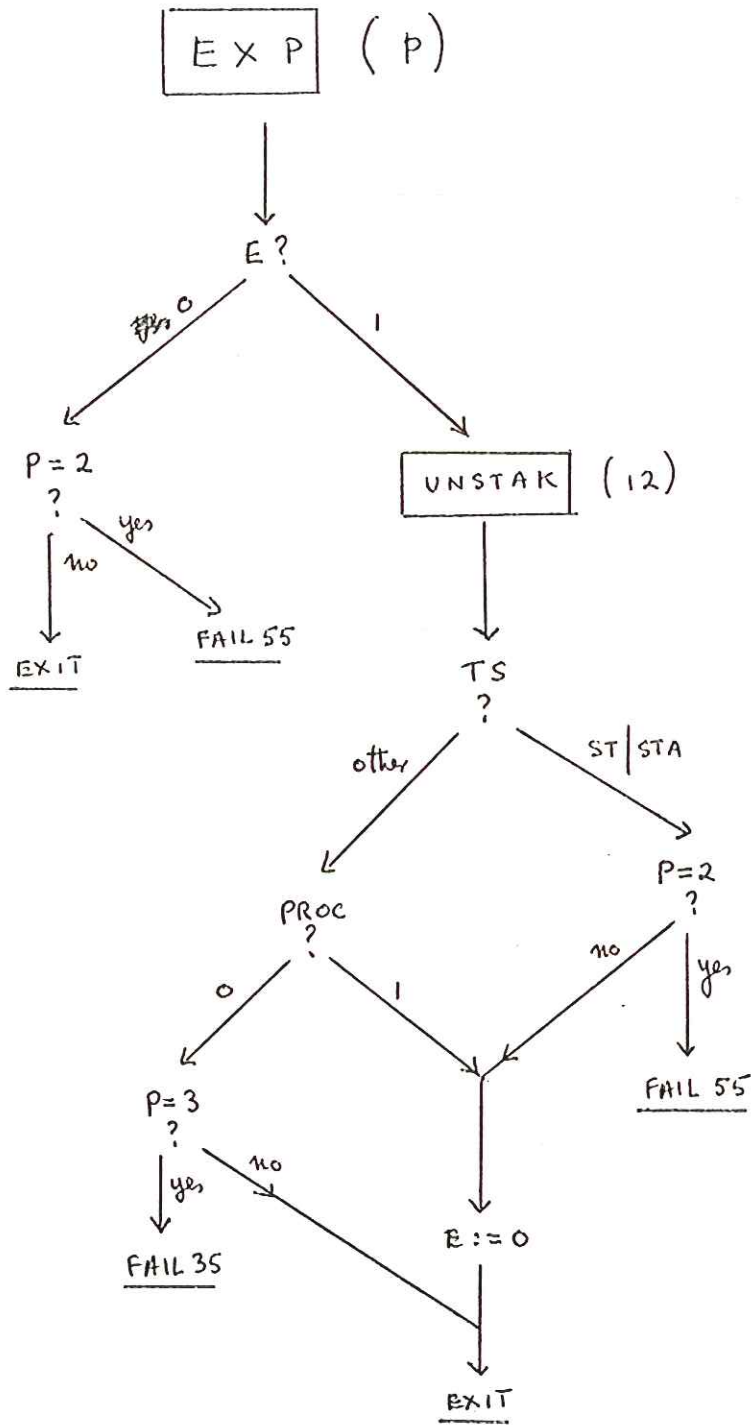 EXP (P)
E ?
0
1
P = 2
?
UNSTAK (12)
yes
no
FAIL 55
EXIT
TS
?
other
ST | STA
P=2
?
PROC
?
no
yes
0
1
FAIL 55
P=3
?
no
yes
E := 0
FAIL 35
EXIT